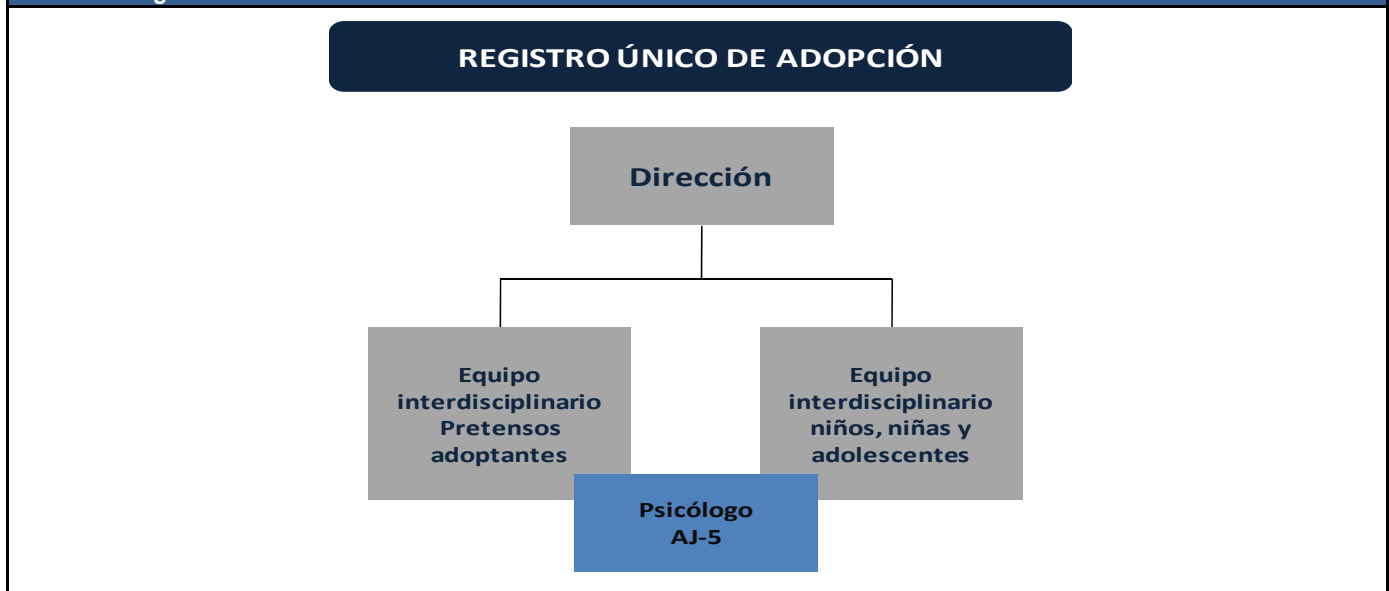 REGISTRO ÚNICO DE ADOPCIÓN
Dirección
Equipo
interdisciplinario
Pretensos
adoptantes
Equipo
interdisciplinario
niños, niñas y
adolescentes
Psicólogo
AJ-5